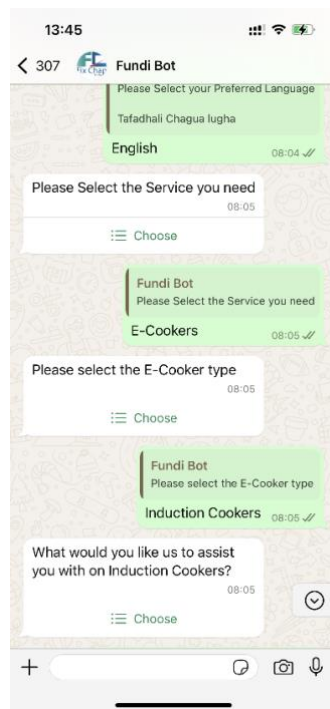 13:45
307
Fundi Bot
Please Select your Preferred Language
Tafadhali Chagua lugha
English
08:04
Please Select the Service you need
08:05
Choose
Fundi Bot
Please Select the Service you need
E-Cookers
08:05
Please select the E-Cooker type
08:05
Choose
Fundi Bot
Please select the E-Cooker type
Induction Cookers
08:05
What would you like us to assist
you with on Induction Cookers?
08:05
Choose